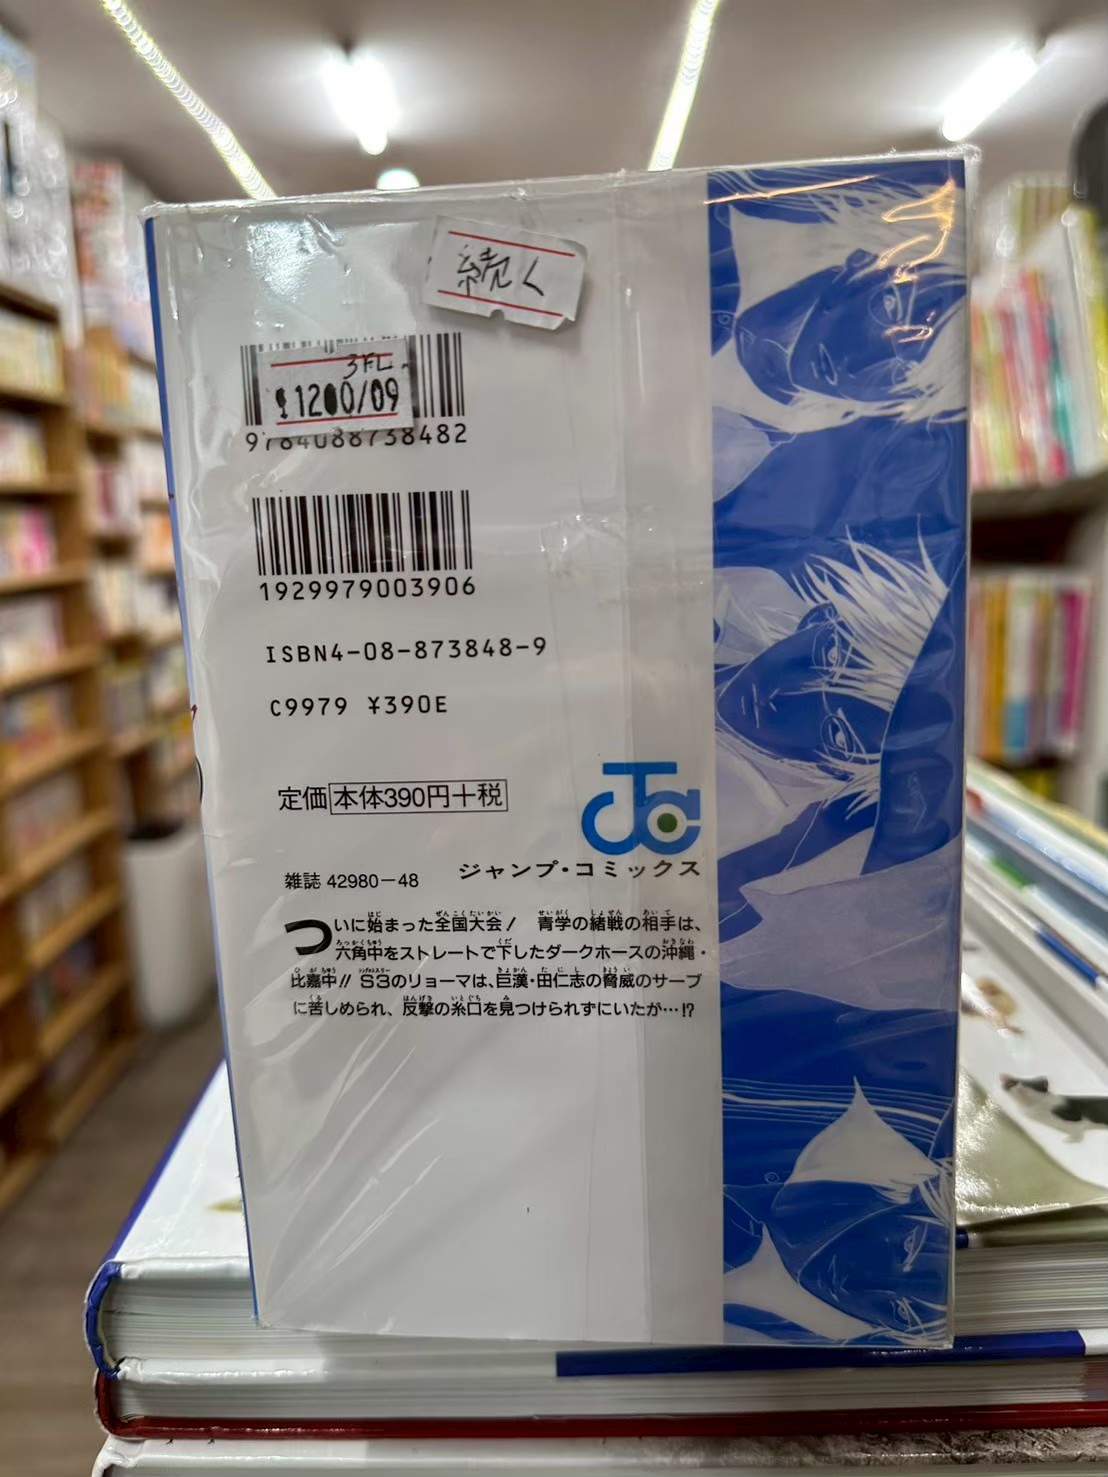 続く
3FL
¥1200/09
9784088738482
1929979003906
ISBN4-08-873848-9
C9979 ¥390E
定価 本体390円+税
JC
ジャンプ・コミックス
雑誌 42980-48
ついに始まった全国大会! 青学の緒戦の相手は、
六角中をストレートで下したダークホースの沖縄・
比嘉中!! S3のリョーマは、巨漢・田仁志の脅威のサーブ
に苦しめられ、反撃の糸口を見つけられずにいたが…!?